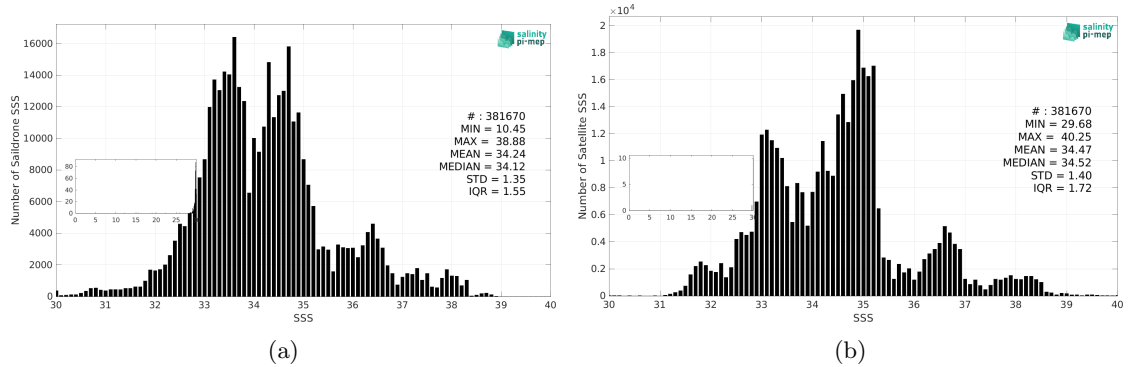 salinity
pi-mep
Number of Saildrone SSS
16000
14000
12000
10000
8000
6000
4000
2000
0
# : 381670
MIN = 10.45
MAX = 38.88
MEAN = 34.24
MEDIAN = 34.12
STD = 1.35
IQR = 1.55
80
60
40
20
0
0 5 10 15 20 25
30 31 32 33 34 35 36 37 38 39 40
SSS
(a)
×10⁴
salinity
pi-mep
Number of Satellite SSS
2
1.8
1.6
1.4
1.2
1
0.8
0.6
0.4
0.2
0
# : 381670
MIN = 29.68
MAX = 40.25
MEAN = 34.47
MEDIAN = 34.52
STD = 1.40
IQR = 1.72
10
5
0
0 5 10 15 20 25 30
30 31 32 33 34 35 36 37 38 39 40
SSS
(b)